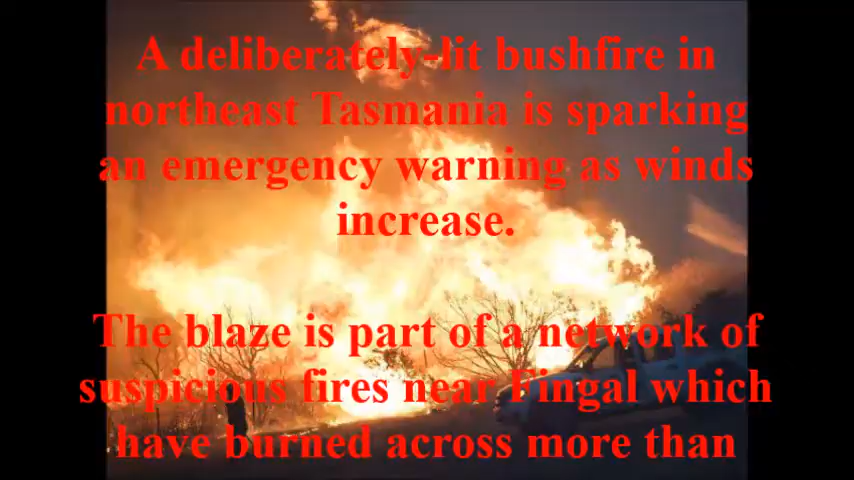 A deliberately-lit bushfire in
northeast Tasmania is sparking
an emergency warning as winds
increase.
The blaze is part of a network of
suspicious fires near Fingal which
have burned across more than